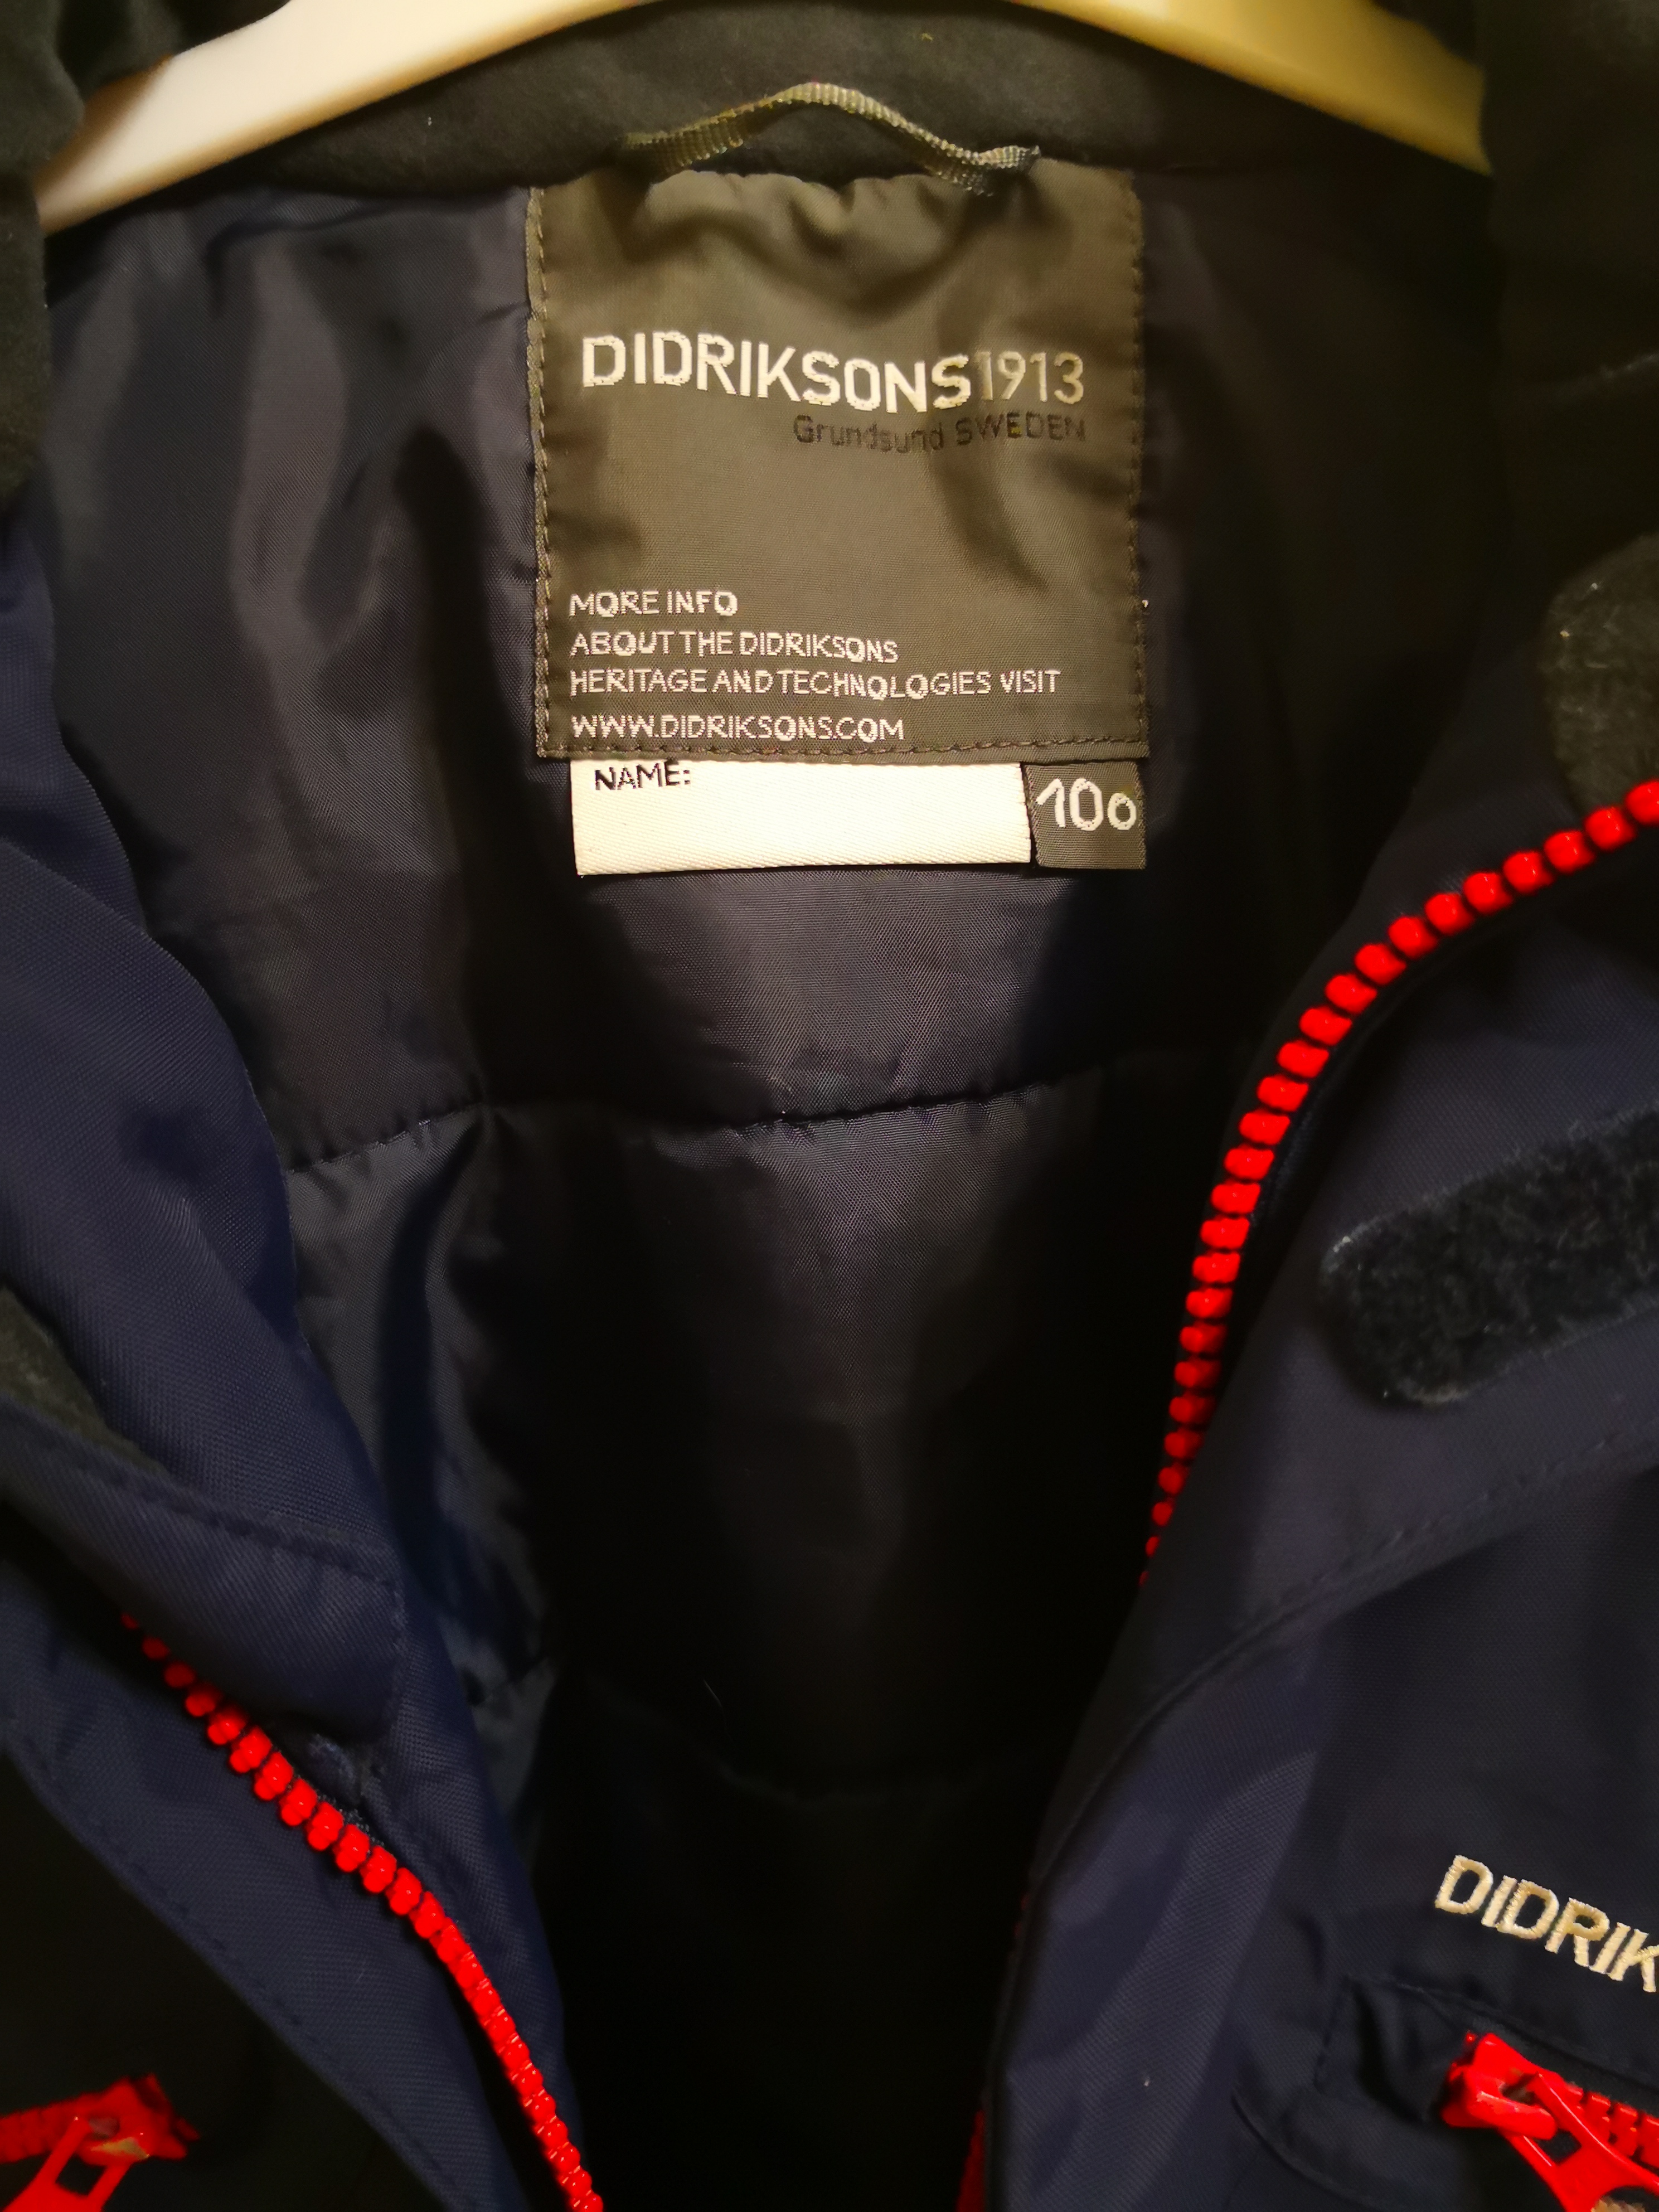 DIDRIKSONS1913
Grundsund SWEDEN
MORE INFO
ABOUT THE DIDRIKSONS
HERITAGE AND TECHNOLOGIES VISIT
WWW.DIDRIKSONS.COM
NAME:
100
DIDRIK